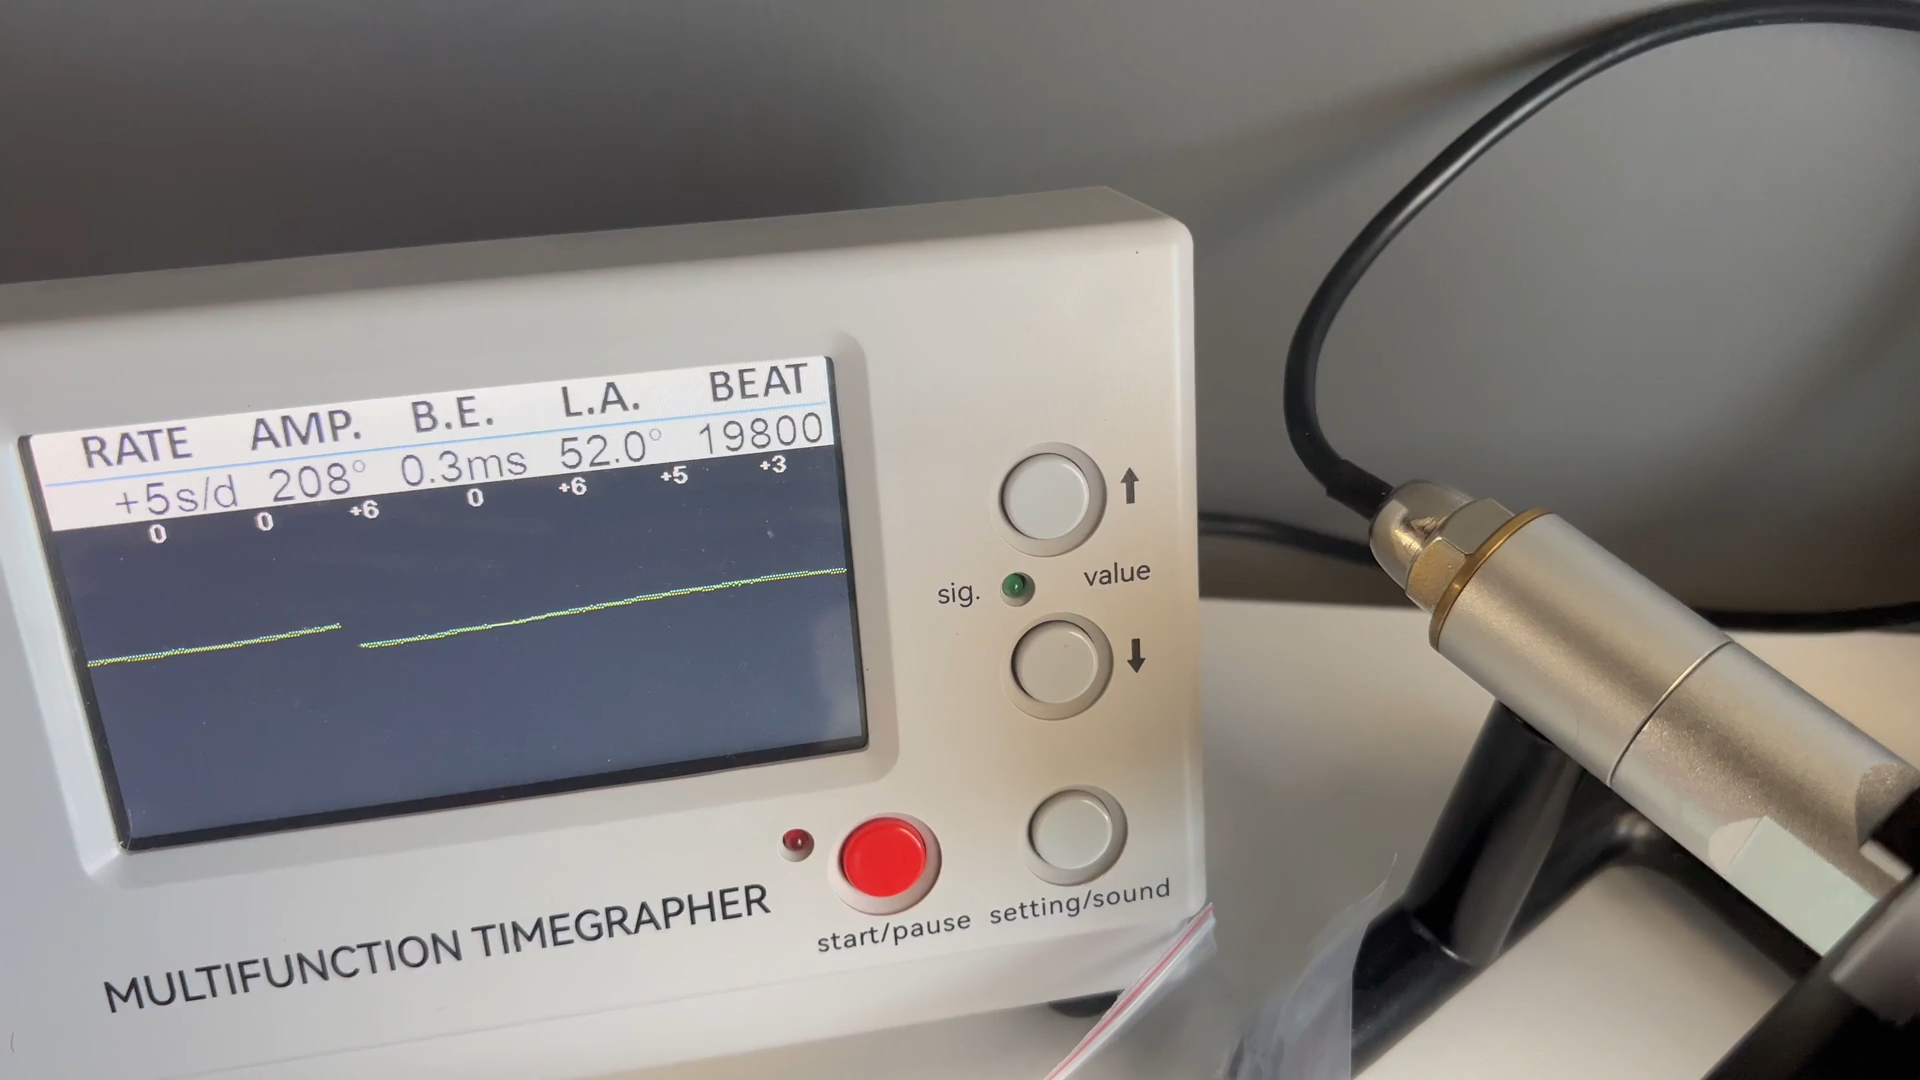 RATE AMP. B.E. L.A. BEAT
+5s/d 208° 0.3ms 52.0° 19800
0 0 +6 0 +6 +5 +3
↑
sig. value
↓
start/pause setting/sound
MULTIFUNCTION TIMEGRAPHER